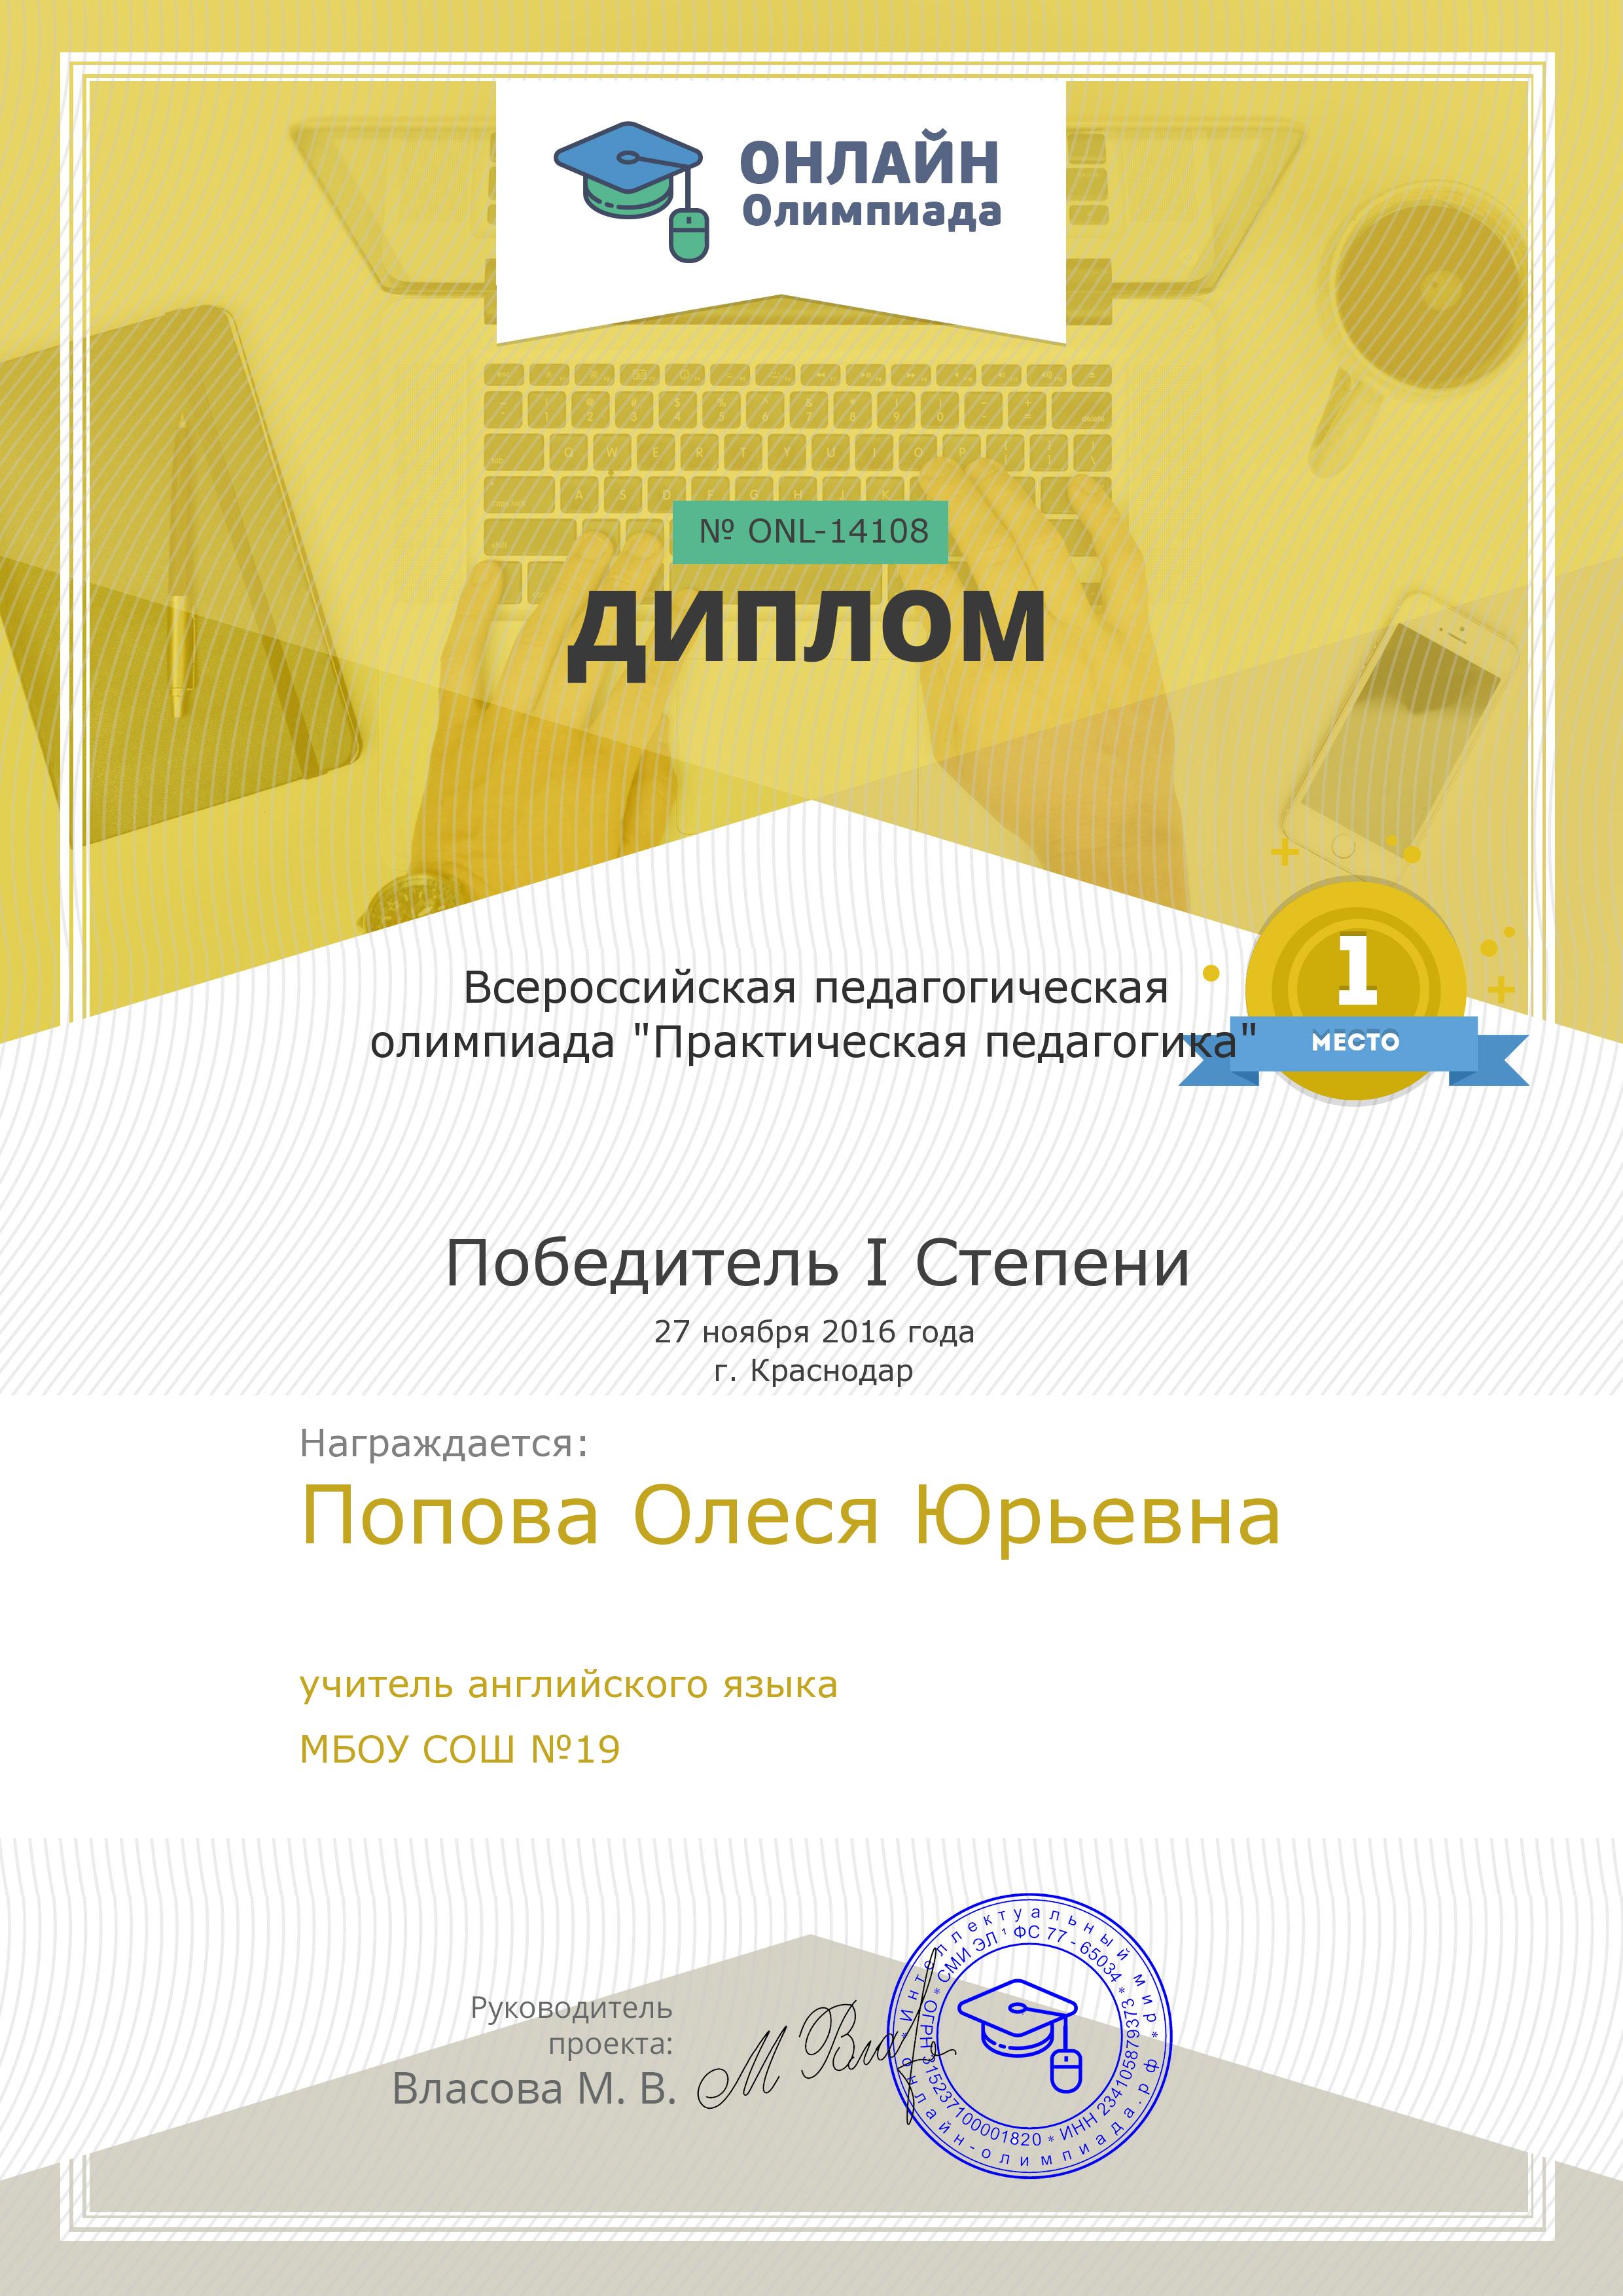 ОНЛАЙН
Олимпиада
№ ONL-14108
ДИПЛОМ
Всероссийская педагогическая
олимпиада "Практическая педагогика"
1
МЕСТО
Победитель I Степени
27 ноября 2016 года
г. Краснодар
Награждается:
Попова Олеся Юрьевна
учитель английского языка
МБОУ СОШ №19
Руководитель
проекта:
Власова М. В.
М Вла
* Интеллектуальный мир * онлайн-олимпиада.рф
* СМИ ЭЛ ФС 77 - 65034 * ИНН 234105879373 * ОГРН 315237100001820